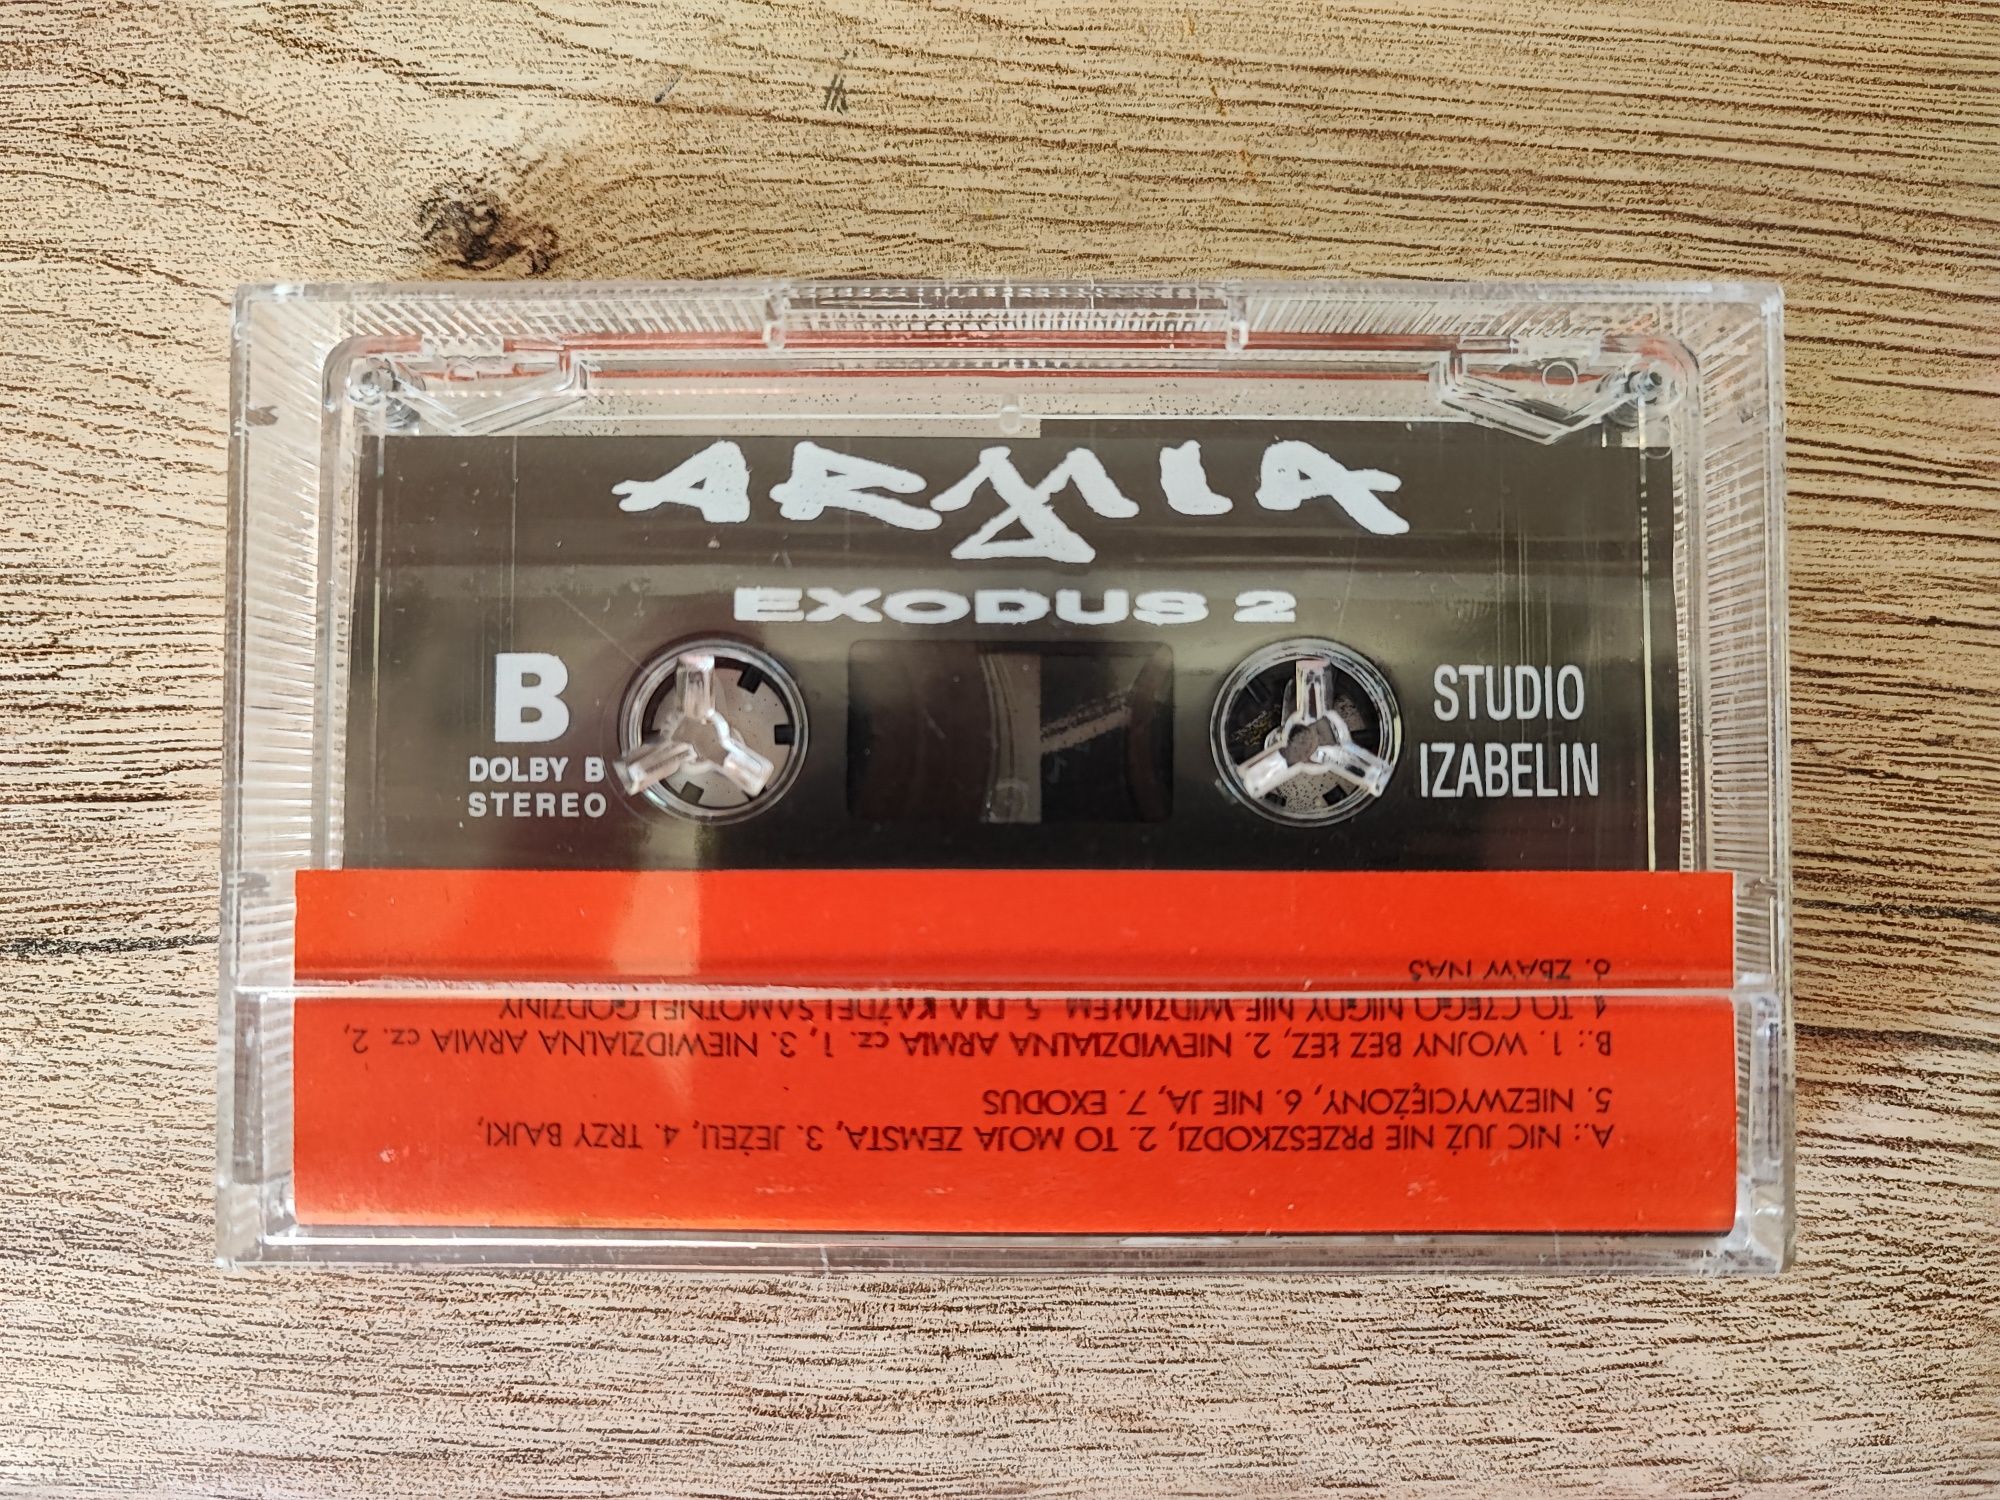 ARMIA
EXODUS 2
B
DOLBY B
STEREO
STUDIO
IZABELIN
A.: NIC JUŻ NIE PRZESZKODZI, 2. TO MOJA ZEMSTA, 3. JEŻELI, 4. TRZY BAJKI,
5. NIEZWYCIĘŻONY, 6. NIE JA, 7. EXODUS
B.: 1. WOJNY BEZ ŁEZ, 2. NIEWIDZIALNA ARMIA cz. 1, 3. NIEWIDZIALNA ARMIA cz. 2,
TO CZEGO NIGDY NIE WIDZIAŁEM 5. DLA KAŻDEJ SAMOTNEJ GODZINY
6. ZBAW NAS